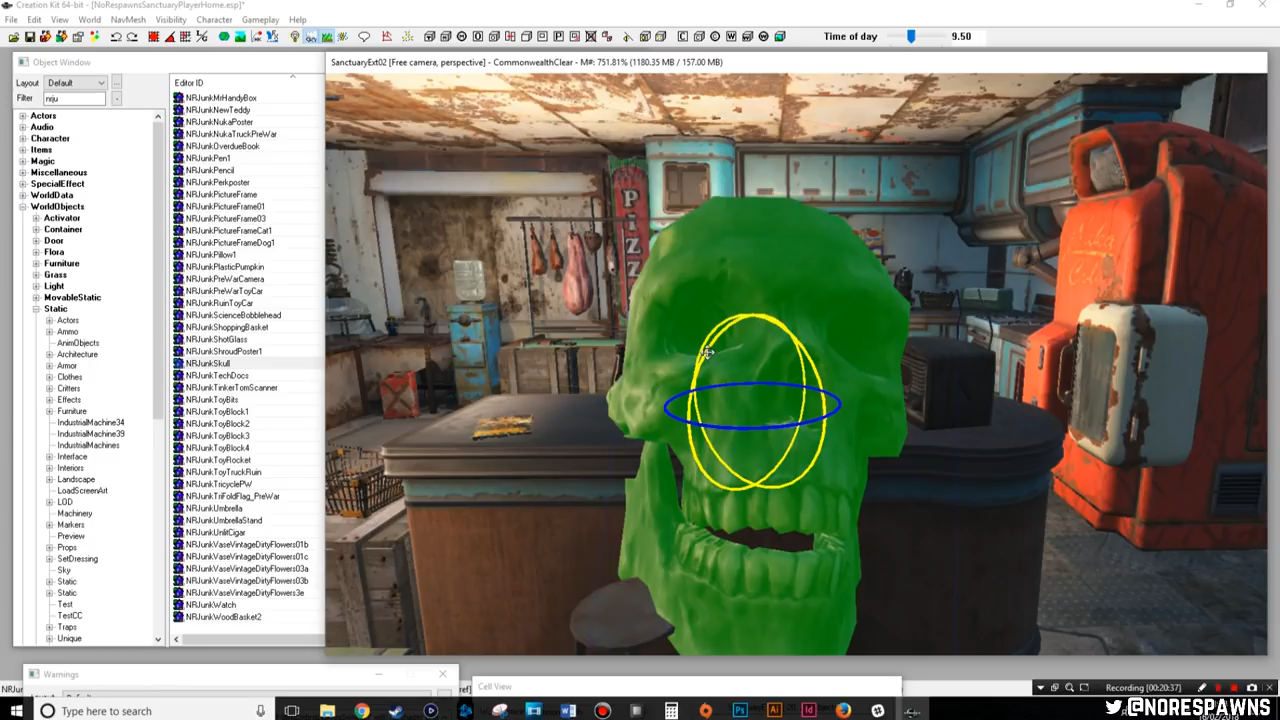 Creation Kit 64-bit - [NoRespawnsSanctuaryPlayerHome.esp]*
File Edit View World NavMesh Visibility Character Gameplay Help
Time of day 9.50
Object Window
SanctuaryExt02 [Free camera, perspective] - CommonwealthClear - M#: 751.81% (1180.35 MB / 157.00 MB)
Layout Default
Filter nrju
Editor ID
Actors
Audio
Character
Items
Magic
Miscellaneous
SpecialEffect
WorldData
WorldObjects
Activator
Container
Door
Flora
Furniture
Grass
Light
MovableStatic
Static
Actors
Ammo
AnimObjects
Architecture
Armor
Clothes
Critters
Effects
Furniture
IndustrialMachine34
IndustrialMachine39
IndustrialMachines
Interface
Interiors
Landscape
LoadScreenArt
LOD
Machinery
Markers
Preview
Props
SetDressing
Sky
Static
Static
Test
TestCC
Traps
Unique
NRJunkMrHandyBox
NRJunkNewTeddy
NRJunkNukaPoster
NRJunkNukaTruckPreWar
NRJunkOverdueBook
NRJunkPen1
NRJunkPencil
NRJunkPerkposter
NRJunkPictureFrame
NRJunkPictureFrame01
NRJunkPictureFrame03
NRJunkPictureFrameCat1
NRJunkPictureFrameDog1
NRJunkPillow1
NRJunkPlasticPumpkin
NRJunkPreWarCamera
NRJunkPreWarToyCar
NRJunkRuinToyCar
NRJunkScienceBobblehead
NRJunkShoppingBasket
NRJunkShotGlass
NRJunkShroudPoster1
NRJunkSkull
NRJunkTechDocs
NRJunkTinkerTomScanner
NRJunkToyBits
NRJunkToyBlock1
NRJunkToyBlock2
NRJunkToyBlock3
NRJunkToyBlock4
NRJunkToyRocket
NRJunkToyTruckRuin
NRJunkTricyclePW
NRJunkTriFoldFlag_PreWar
NRJunkUmbrella
NRJunkUmbrellaStand
NRJunkUnlitCigar
NRJunkVaseVintageDirtyFlowers01b
NRJunkVaseVintageDirtyFlowers01c
NRJunkVaseVintageDirtyFlowers03a
NRJunkVaseVintageDirtyFlowers03b
NRJunkVaseVintageDirtyFlowers3e
NRJunkWatch
NRJunkWoodBasket2
PIZZ
Warnings
Cell View
Recording [00:20:37]
Type here to search
@NORESPAWNS